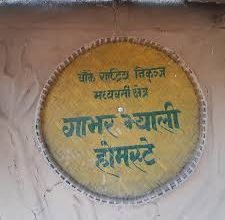 बाँके राष्ट्रिय निकुञ्ज
मध्यवर्ती क्षेत्र
गाभर भ्याली
होमस्टे